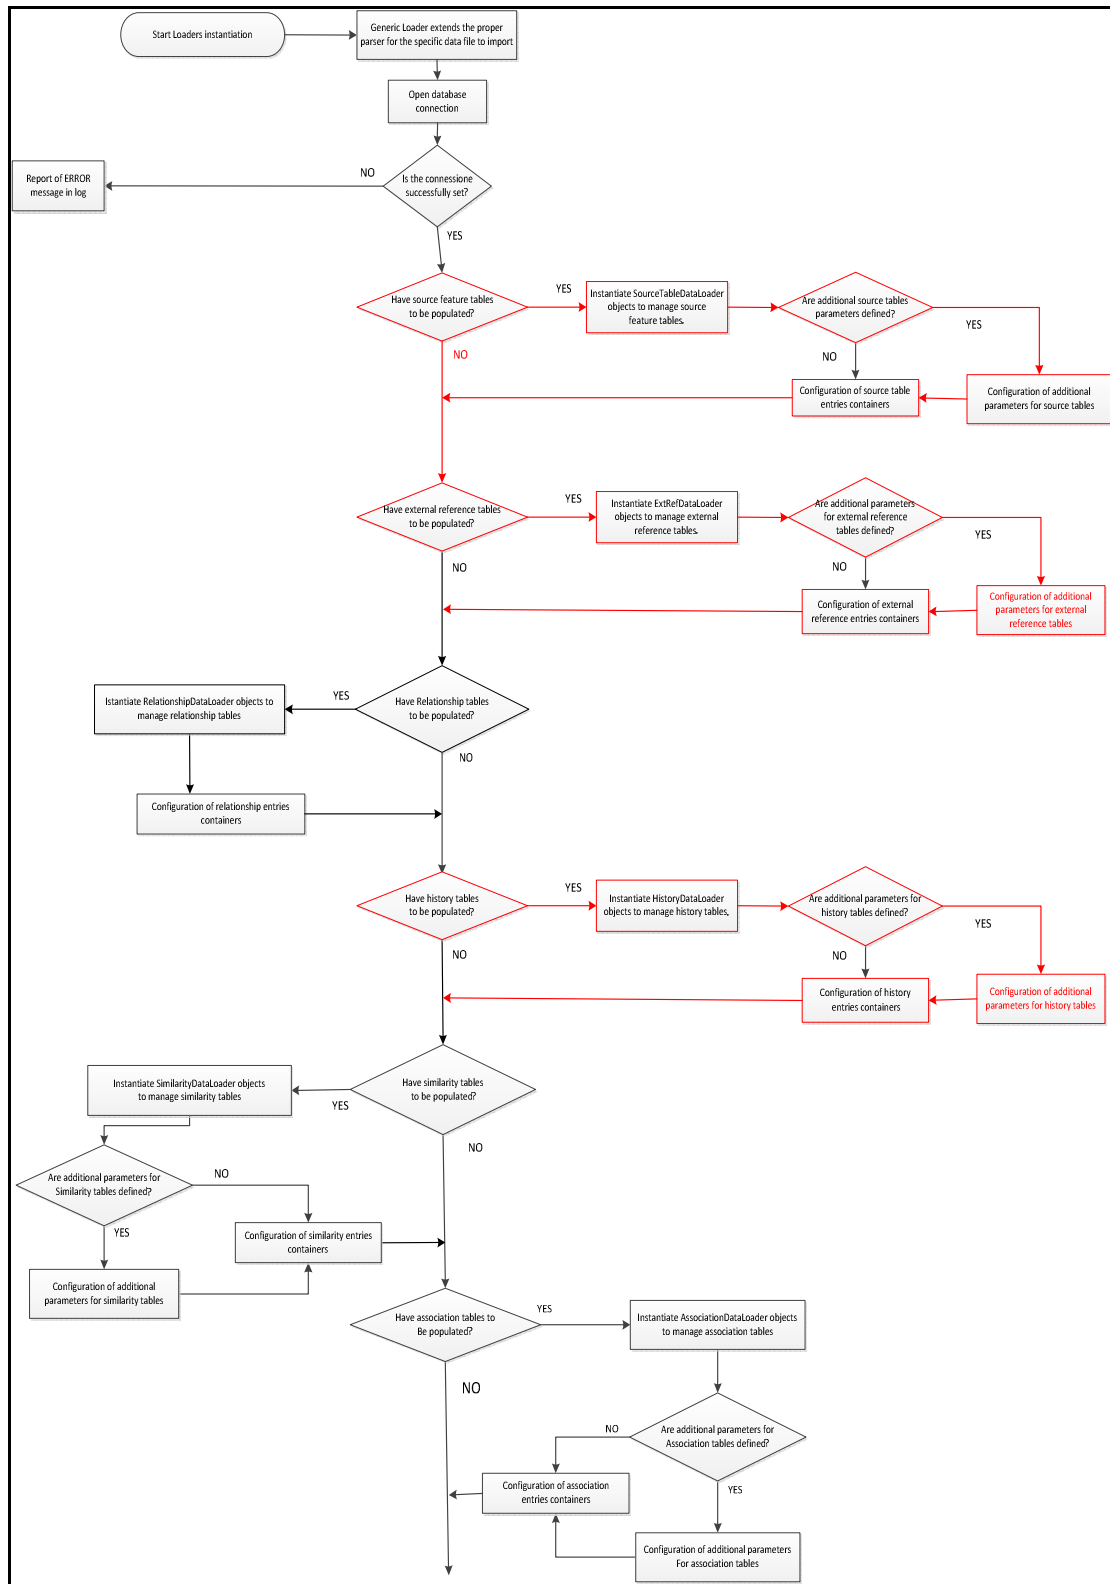 Start Loaders instantiation
Generic Loader extends the proper
parser for the specific data file to import
Open database
connection
Is the connessione
successfully set?
NO
Report of ERROR
message in log
YES
Have source feature tables
to be populated?
YES
Instantiate SourceTableDataLoader
objects to manage source
feature tables.
Are additional source tables
parameters defined?
YES
NO
NO
Configuration of source table
entries containers
Configuration of additional
parameters for source tables
Have external reference tables
to be populated?
YES
Instantiate ExtRefDataLoader
objects to manage external
reference tables.
Are additional parameters
for external reference
tables defined?
YES
NO
NO
Configuration of external
reference entries containers
Configuration of additional
parameters for external
reference tables
Have Relationship tables
to be populated?
YES
Istantiate RelationshipDataLoader objects to
manage relationship tables
NO
Configuration of relationship entries
containers
Have history tables
to be populated?
YES
Instantiate HistoryDataLoader
objects to manage history tables.
Are additional parameters for
history tables defined?
YES
NO
NO
Configuration of history
entries containers
Configuration of additional
parameters for history tables
Have similarity tables
to be populated?
YES
Instantiate SimilarityDataLoader objects
to manage similarity tables
NO
Are additional parameters for
Similarity tables defined?
NO
YES
Configuration of similarity entries
containers
Configuration of additional
parameters for similarity tables
Have association tables to
Be populated?
YES
Instantiate AssociationDataLoader objects
to manage association tables
NO
Are additional parameters for
Association tables defined?
NO
YES
Configuration of association
entries containers
Configuration of additional parameters
For association tables